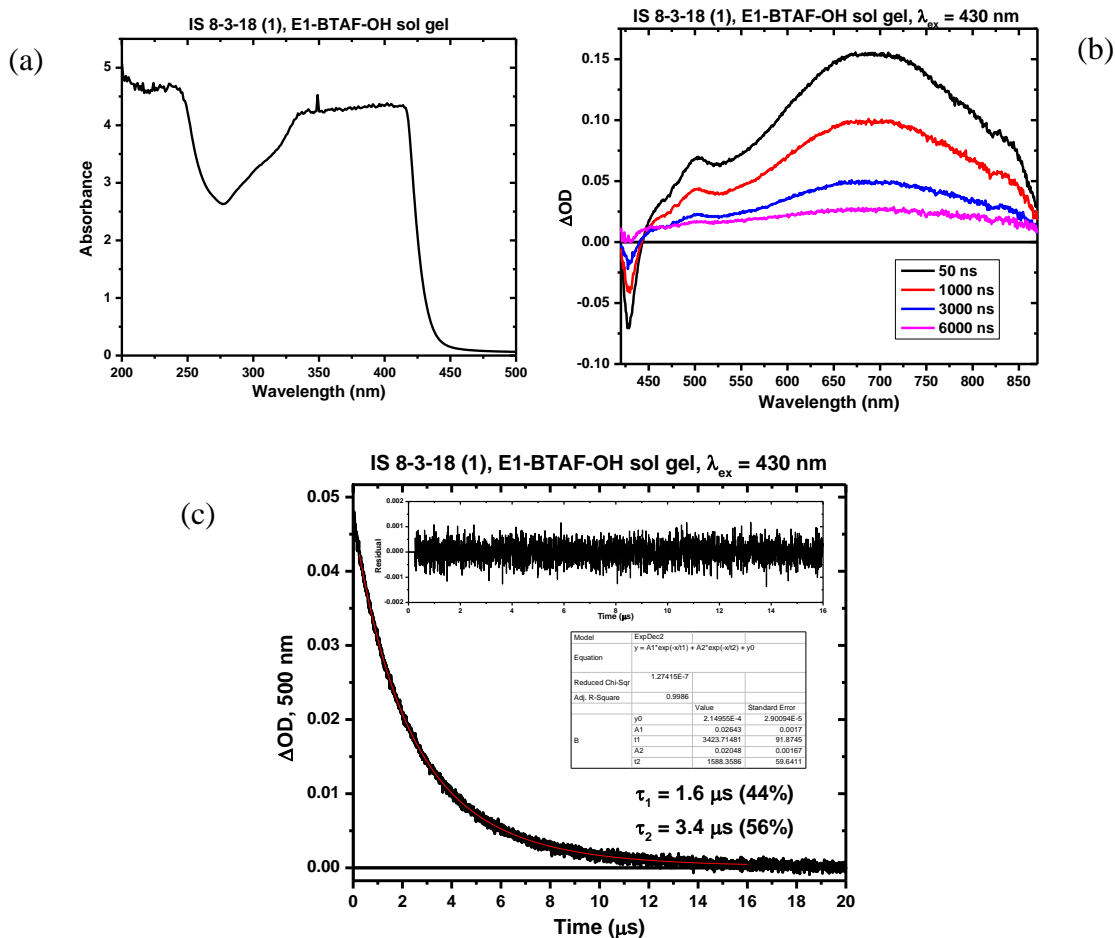 (a)
IS 8-3-18 (1), E1-BTAF-OH sol gel
Absorbance
5
4
3
2
1
0
200 250 300 350 400 450 500
Wavelength (nm)
(b)
IS 8-3-18 (1), E1-BTAF-OH sol gel, λex = 430 nm
ΔOD
0.15
0.10
0.05
0.00
-0.05
-0.10
50 ns
1000 ns
3000 ns
6000 ns
450 500 550 600 650 700 750 800 850
Wavelength (nm)
(c)
IS 8-3-18 (1), E1-BTAF-OH sol gel, λex = 430 nm
ΔOD, 500 nm
0.05
0.04
0.03
0.02
0.01
0.00
0 2 4 6 8 10 12 14 16 18 20
Time (μs)
Residual
0.002
0.001
0.000
-0.001
-0.002
0 2 4 6 8 10 12 14 16
Time (μs)
Model ExpDec2
Equation y = A1*exp(-x/t1) + A2*exp(-x/t2) + y0
Reduced Chi-Sqr 1.27415E-7
Adj. R-Square 0.9986
Value Standard Error
B
y0 2.14955E-4 2.90094E-5
A1 0.02643 0.0017
t1 3423.71481 91.8745
A2 0.02048 0.00167
t2 1588.3586 59.6411
τ1 = 1.6 μs (44%)
τ2 = 3.4 μs (56%)